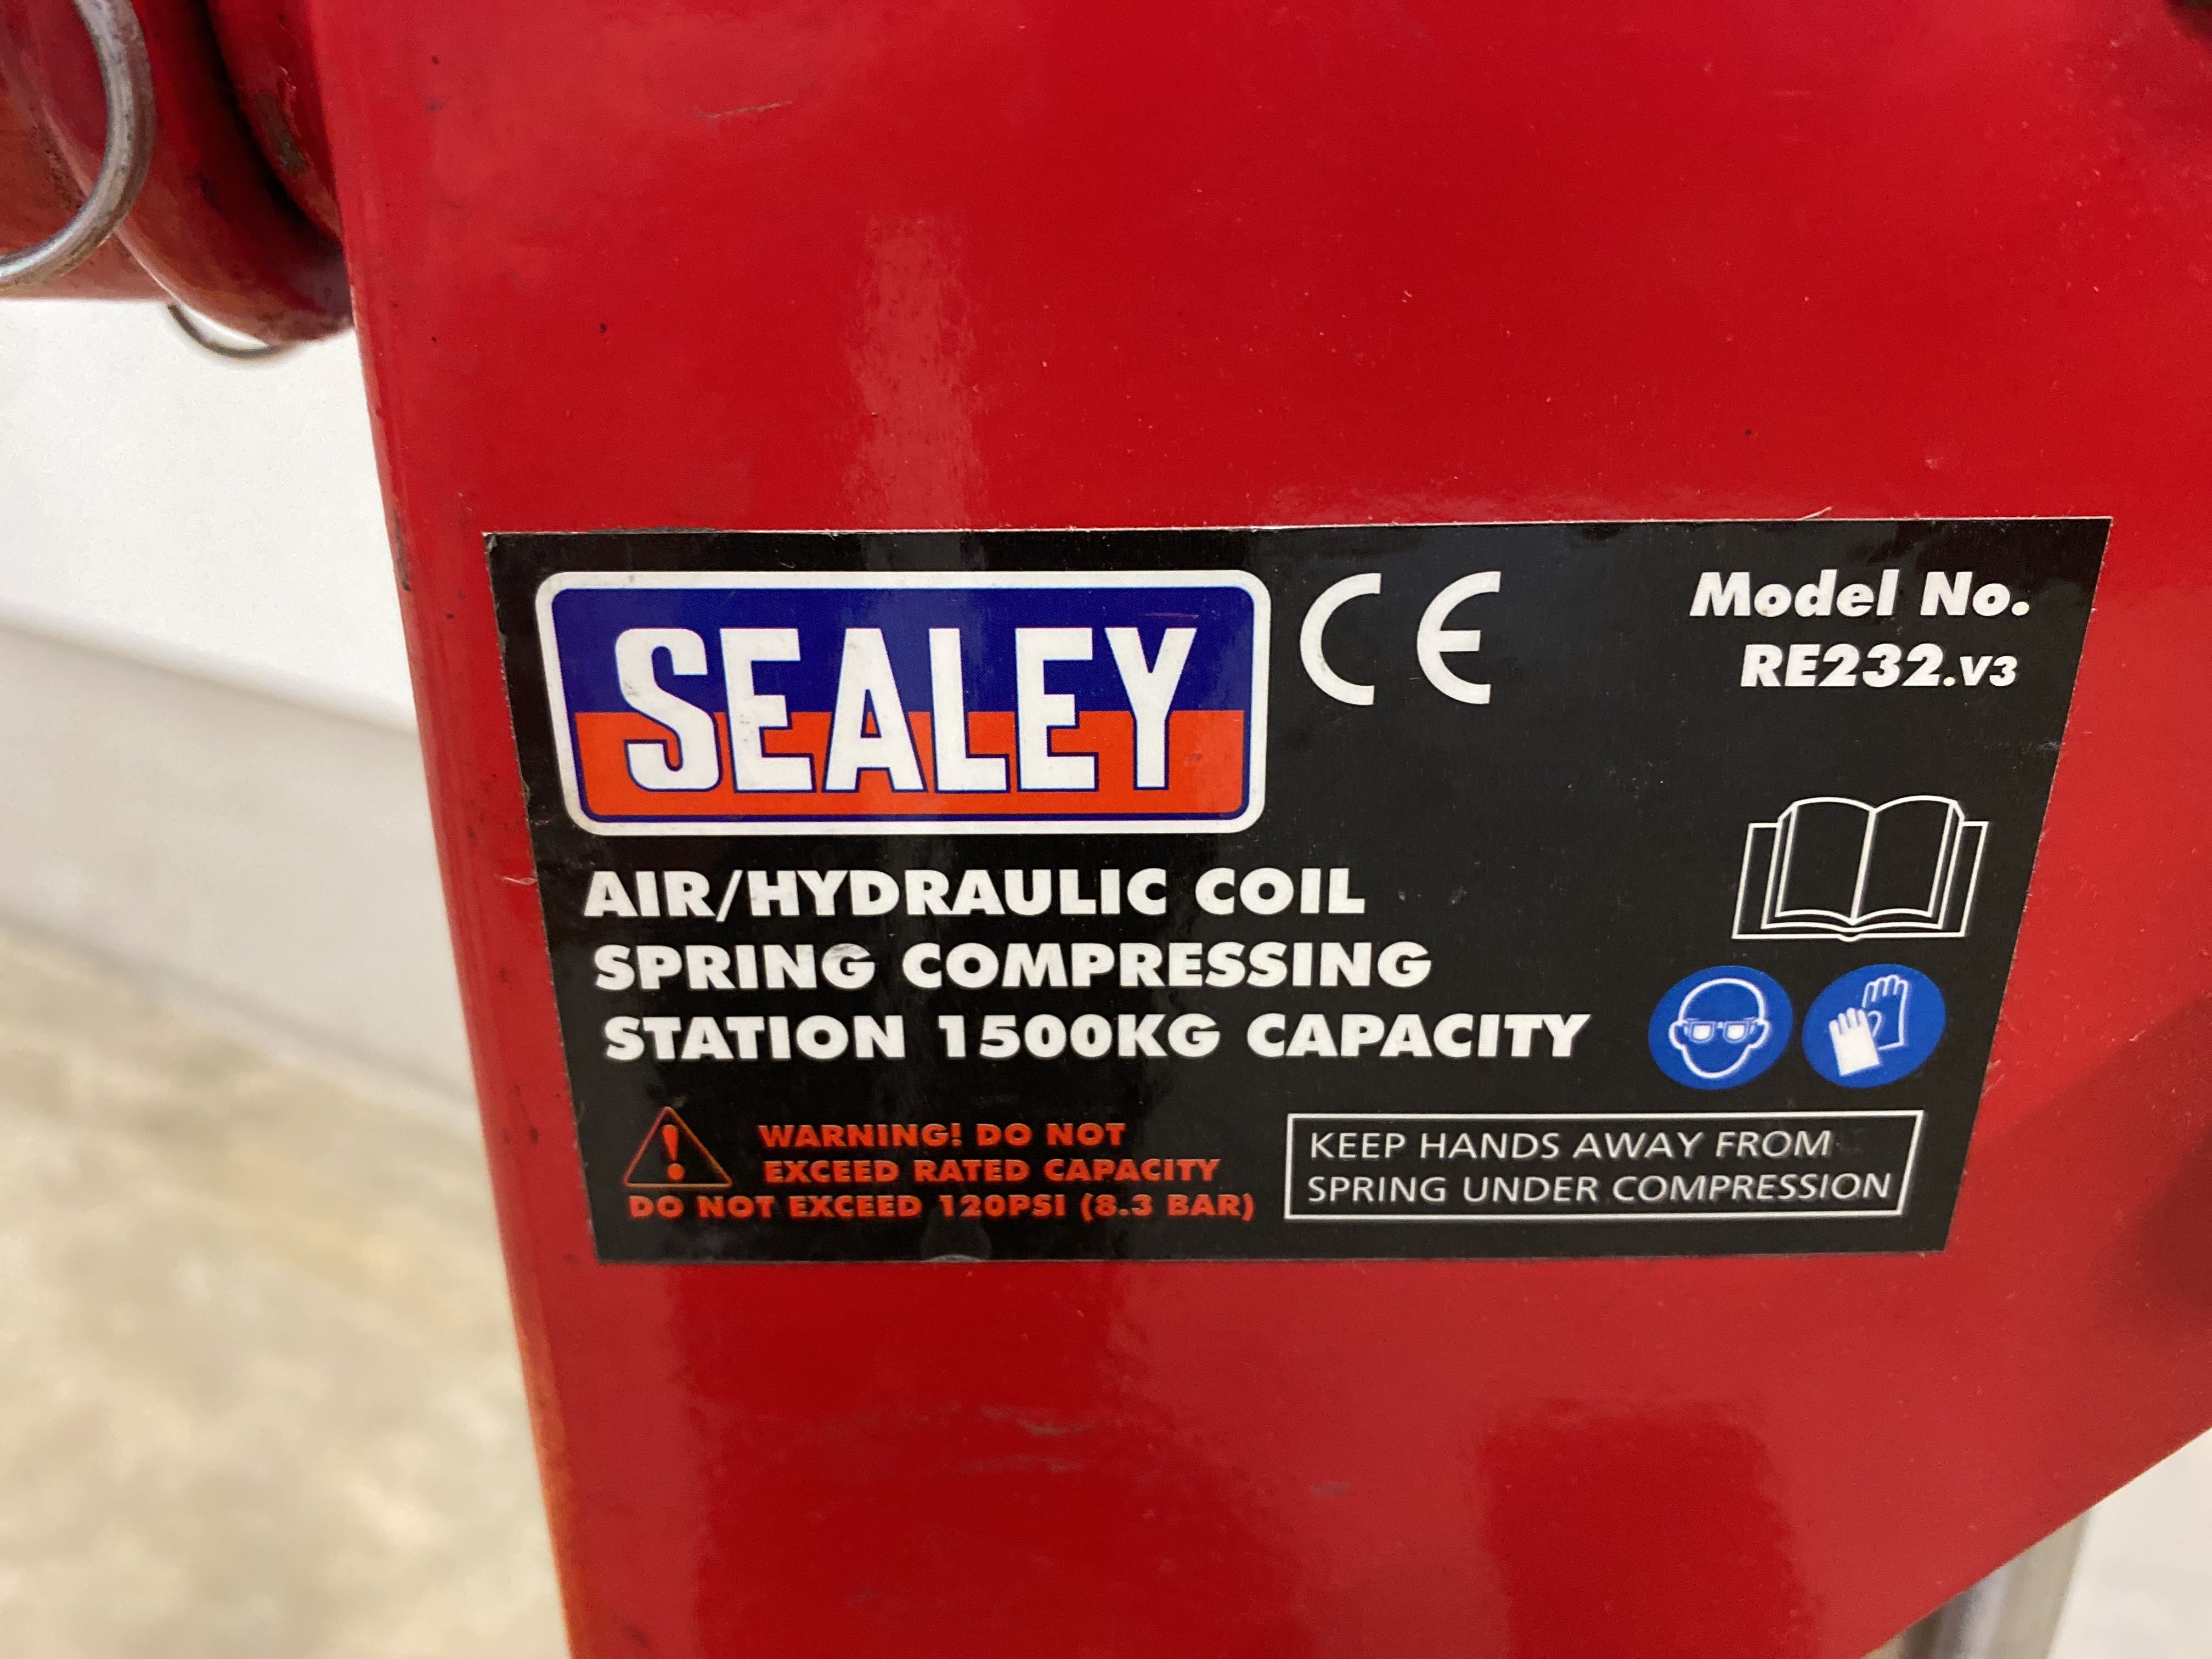 SEALEY
CE
Model No.
RE232.V3
AIR/HYDRAULIC COIL
SPRING COMPRESSING
STATION 1500KG CAPACITY
WARNING! DO NOT
EXCEED RATED CAPACITY
DO NOT EXCEED 120PSI (8.3 BAR)
KEEP HANDS AWAY FROM
SPRING UNDER COMPRESSION